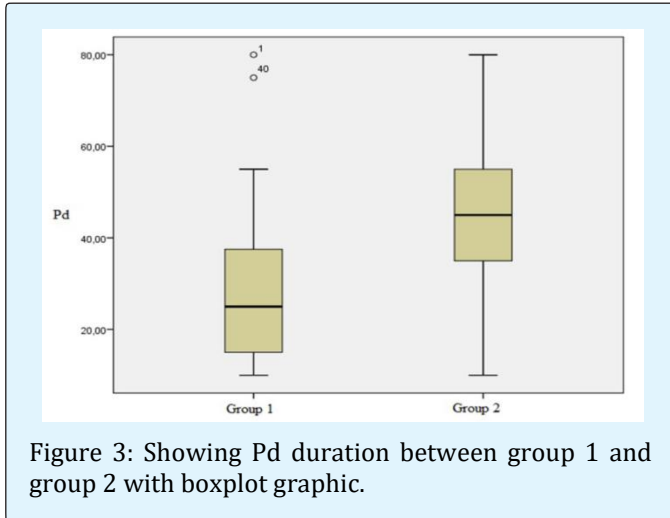 80,00
1
40
60,00
Pd
40,00
20,00
Group 1 Group 2
Figure 3: Showing Pd duration between group 1 and
group 2 with boxplot graphic.